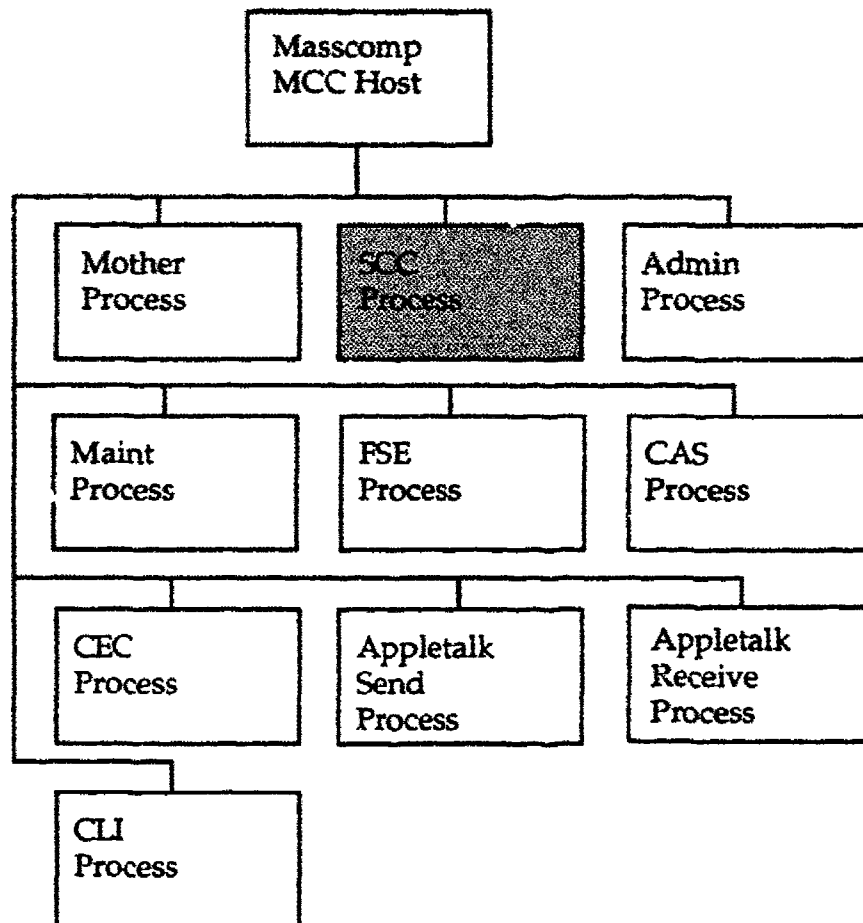 Masscomp
MCC Host
Mother
Process
SCC
Process
Admin
Process
Maint
Process
FSE
Process
CAS
Process
CEC
Process
Appletalk
Send
Process
Appletalk
Receive
Process
CLI
Process